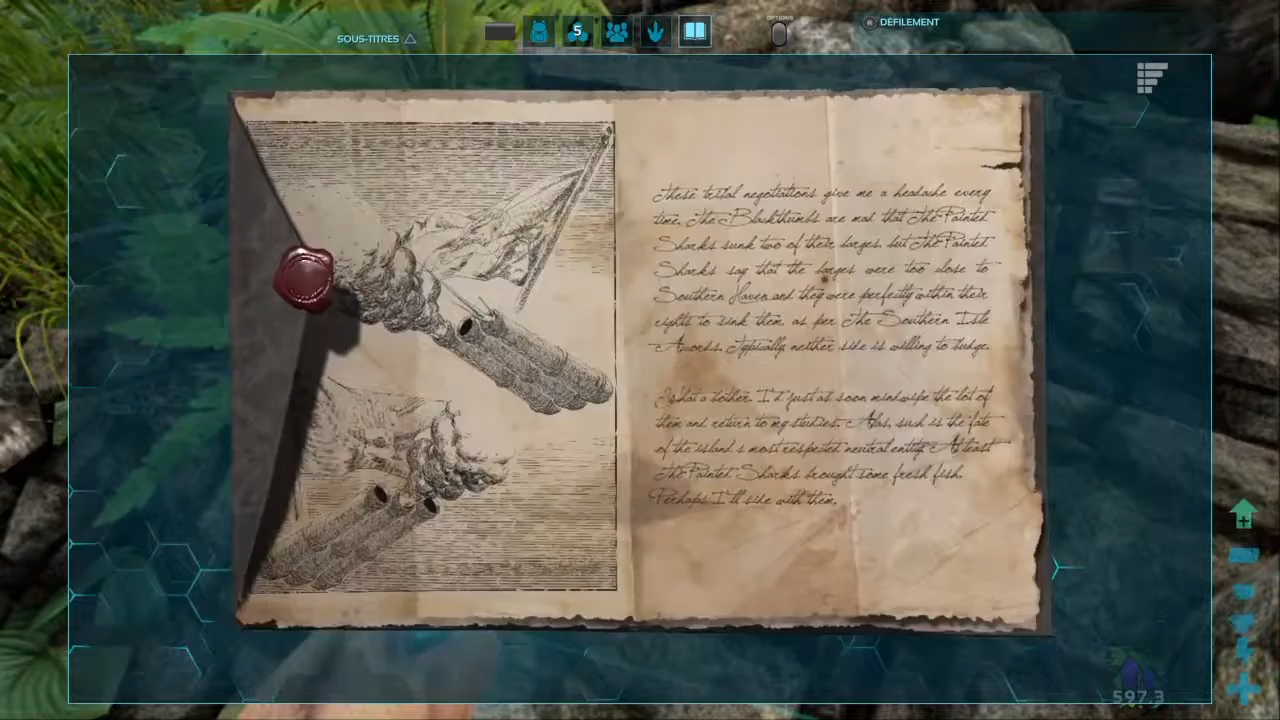 SOUS-TITRES
5
OPTIONS
R
DÉFILEMENT
These tribal negotiations give me a headache every
time. The Blackthumbs are mad that The Painted
Sharks sunk two of their barges, but The Painted
Sharks say that the barges were too close to
Southern Haven and they were perfectly within their
rights to sink them as per The Southern Isle
Accords. Typically, neither side is willing to budge.
What a bother. I'd just as soon mindwipe the lot of
them and return to my studies. Alas, such is the fate
of the island's most respected neutral entity. At least
The Painted Sharks brought some fresh fish.
Perhaps I'll side with them.
597.3